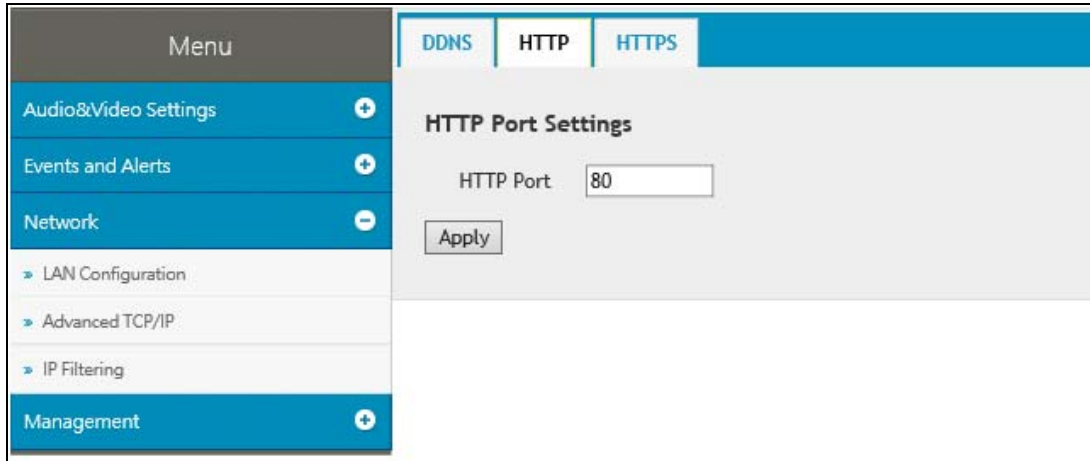 Menu
Audio&Video Settings
Events and Alerts
Network
» LAN Configuration
» Advanced TCP/IP
» IP Filtering
Management
DDNS HTTP HTTPS
HTTP Port Settings
HTTP Port 80
Apply